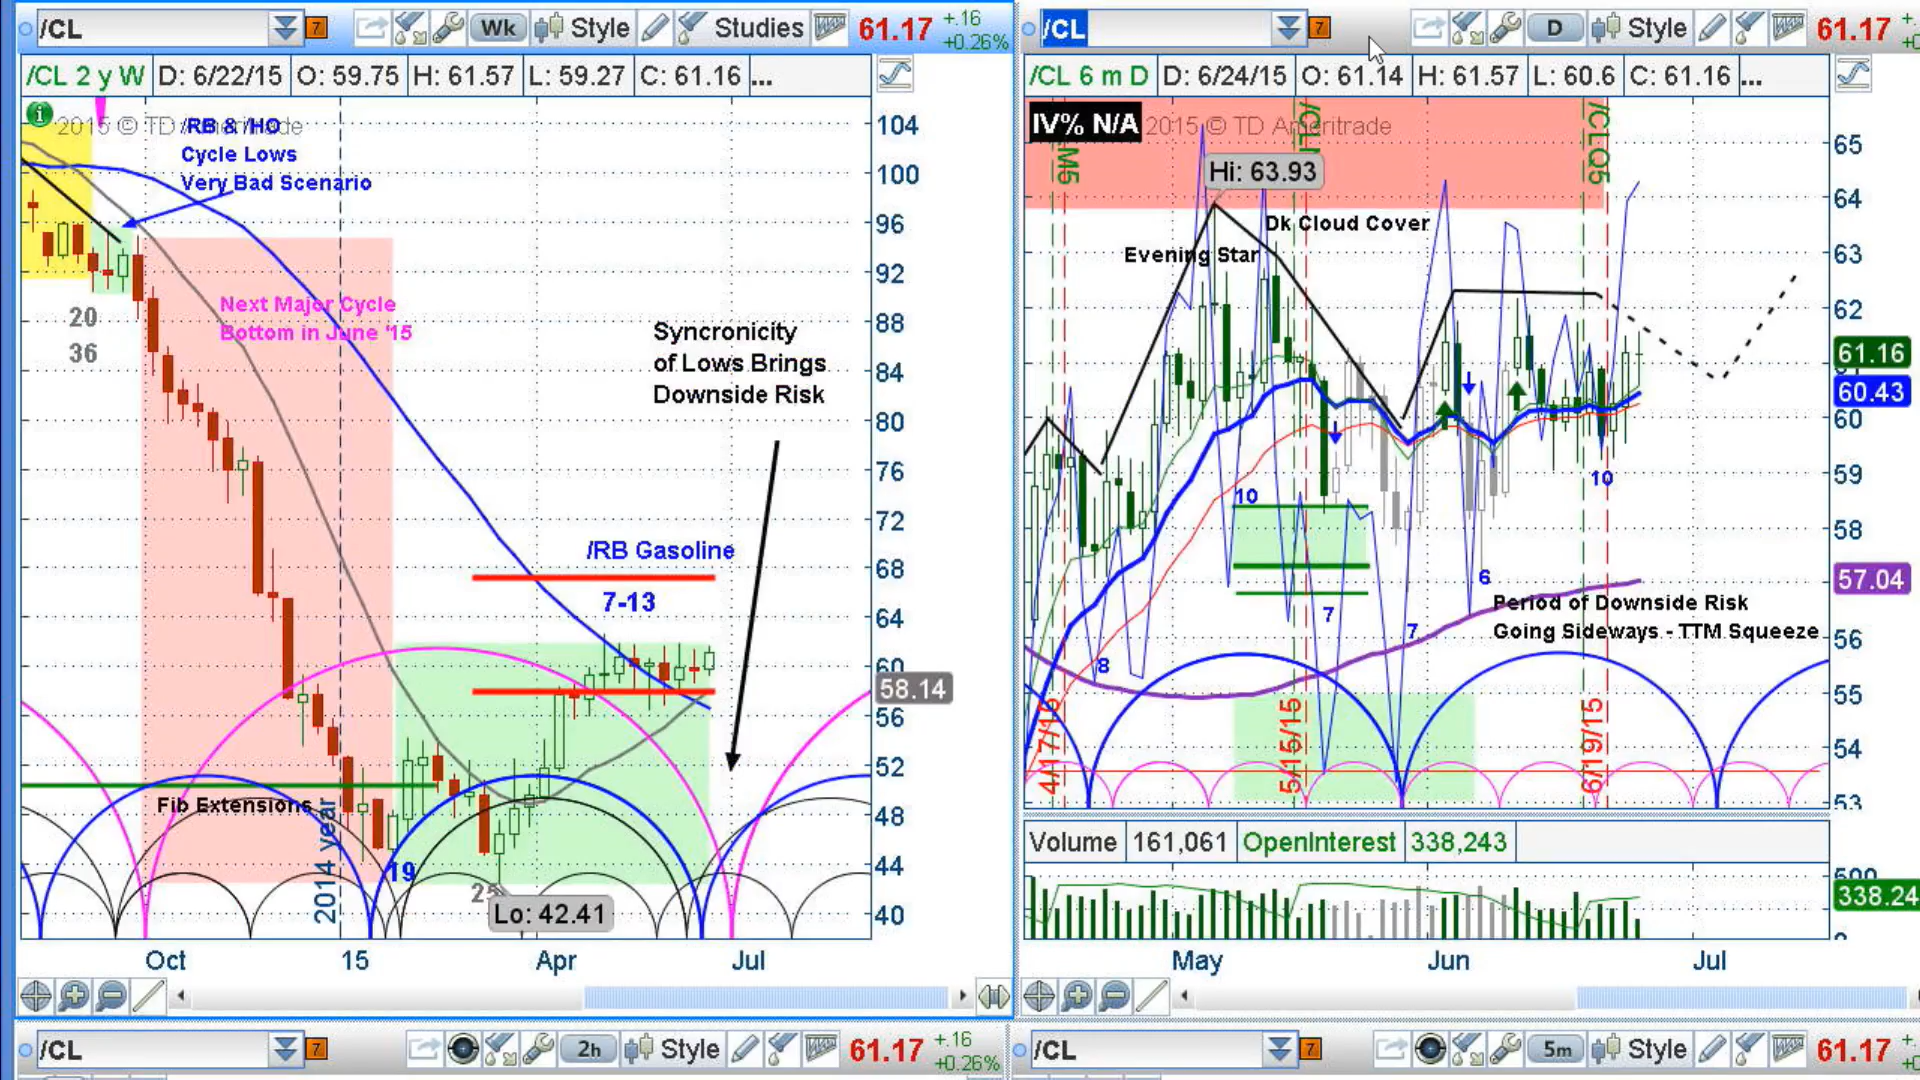 /CL 7 Wk Style Studies 61.17 +.16 +0.26%
/CL 2 y W D: 6/22/15 O: 59.75 H: 61.57 L: 59.27 C: 61.16 ...
2015 © TD Ameritrade
/RB & /HO
Cycle Lows
Very Bad Scenario
20
36
Next Major Cycle
Bottom in June '15
Syncronicity
of Lows Brings
Downside Risk
/RB Gasoline
7-13
Fib Extensions
2014 year
19
Lo: 42.41
104
100
96
92
88
84
80
76
72
68
64
60
58.14
56
52
48
44
40
Oct 15 Apr Jul
/CL 7 D Style 61.17
/CL 6 m D D: 6/24/15 O: 61.14 H: 61.57 L: 60.6 C: 61.16 ...
IV% N/A 2015 © TD Ameritrade
Hi: 63.93
Dk Cloud Cover
Evening Star
/CLQ5
10
10
6
7
7
8
Period of Downside Risk
Going Sideways - TTM Squeeze
4/17/15
5/15/15
6/19/15
65
64
63
62
61.16
60.43
60
59
58
57.04
56
55
54
53
Volume 161,061 OpenInterest 338,243
338.24
May Jun Jul
/CL 7 2h Style 61.17 +.16 +0.26%
/CL 7 5m Style 61.17